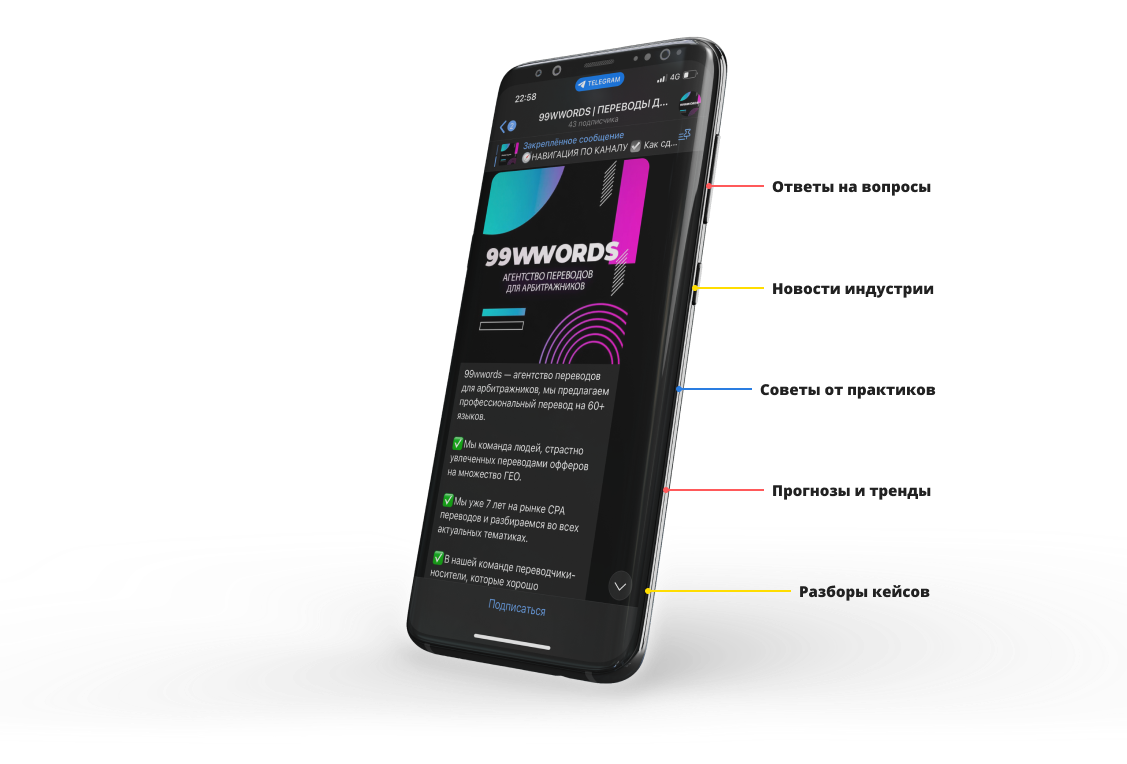 TELEGRAM
22:58
4G
2
99WWORDS | ПЕРЕВОДЫ Д...
43 подписчика
Закреплённое сообщение
НАВИГАЦИЯ ПО КАНАЛУ ✅ Как сд...
99WWORDS
АГЕНТСТВО ПЕРЕВОДОВ
ДЛЯ АРБИТРАЖНИКОВ
99wwords — агентство переводов
для арбитражников, мы предлагаем
профессиональный перевод на 60+
языков.
✅Мы команда людей, страстно
увлеченных переводами офферов
на множество ГЕО.
✅Мы уже 7 лет на рынке CPA
переводов и разбираемся во всех
актуальных тематиках.
✅В нашей команде переводчики-
носители, которые хорошо
Подписаться
Ответы на вопросы
Новости индустрии
Советы от практиков
Прогнозы и тренды
Разборы кейсов